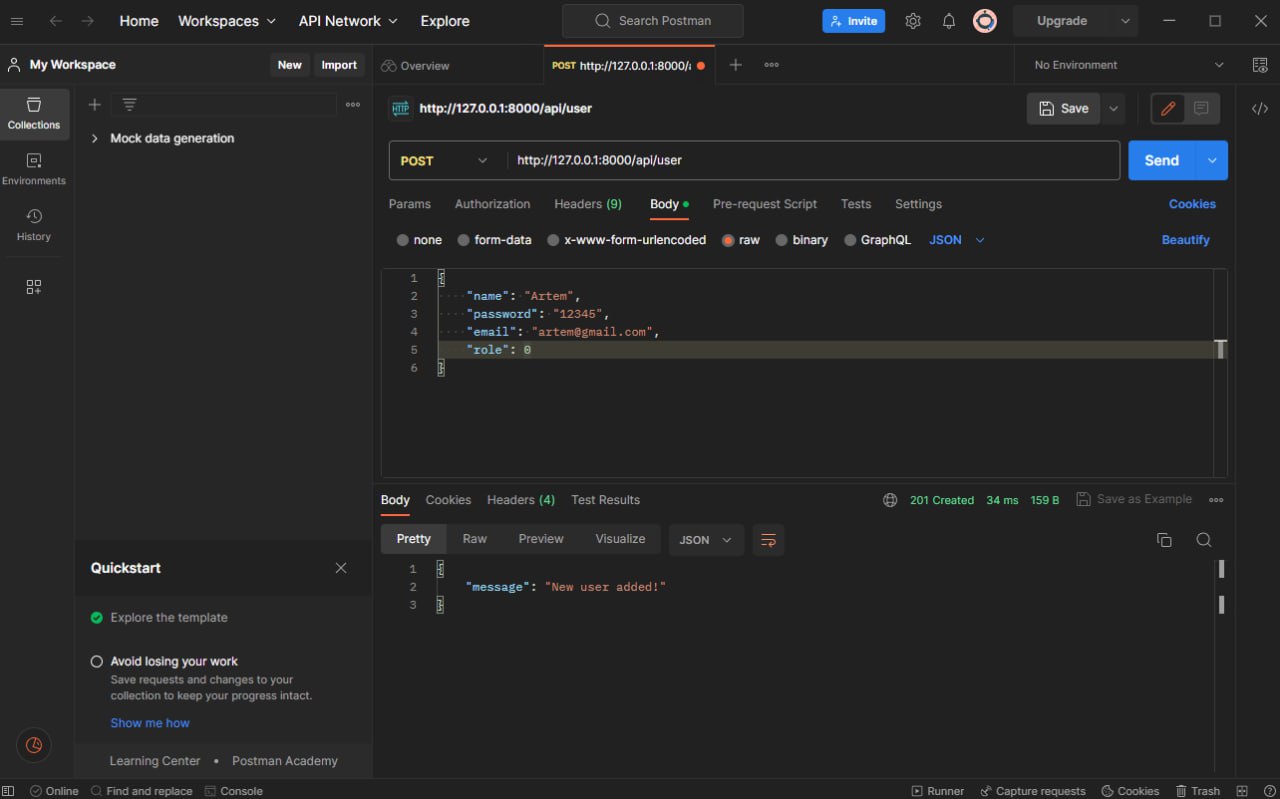 Home Workspaces API Network Explore Search Postman Invite Upgrade
My Workspace New Import Overview POST http://127.0.0.1:8000/a No Environment
Collections
Environments
History
Mock data generation
HTTP http://127.0.0.1:8000/api/user Save
POST http://127.0.0.1:8000/api/user Send
Params Authorization Headers (9) Body Pre-request Script Tests Settings Cookies
none form-data x-www-form-urlencoded raw binary GraphQL JSON Beautify
1 {
2 "name": "Artem",
3 "password": "12345",
4 "email": "artem@gmail.com",
5 "role": 0
6 }
Body Cookies Headers (4) Test Results 201 Created 34 ms 159 B Save as Example
Pretty Raw Preview Visualize JSON
1 {
2 "message": "New user added!"
3 }
Quickstart
Explore the template
Avoid losing your work
Save requests and changes to your
collection to keep your progress intact.
Show me how
Learning Center • Postman Academy
Online Find and replace Console Runner Capture requests Cookies Trash